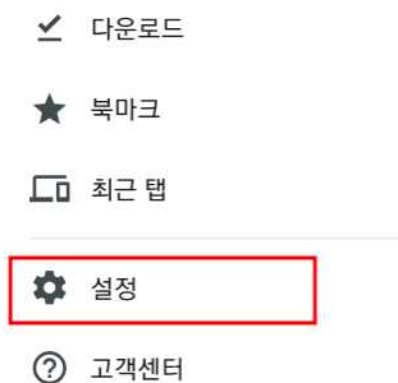 다운로드
북마크
최근 탭
설정
고객센터